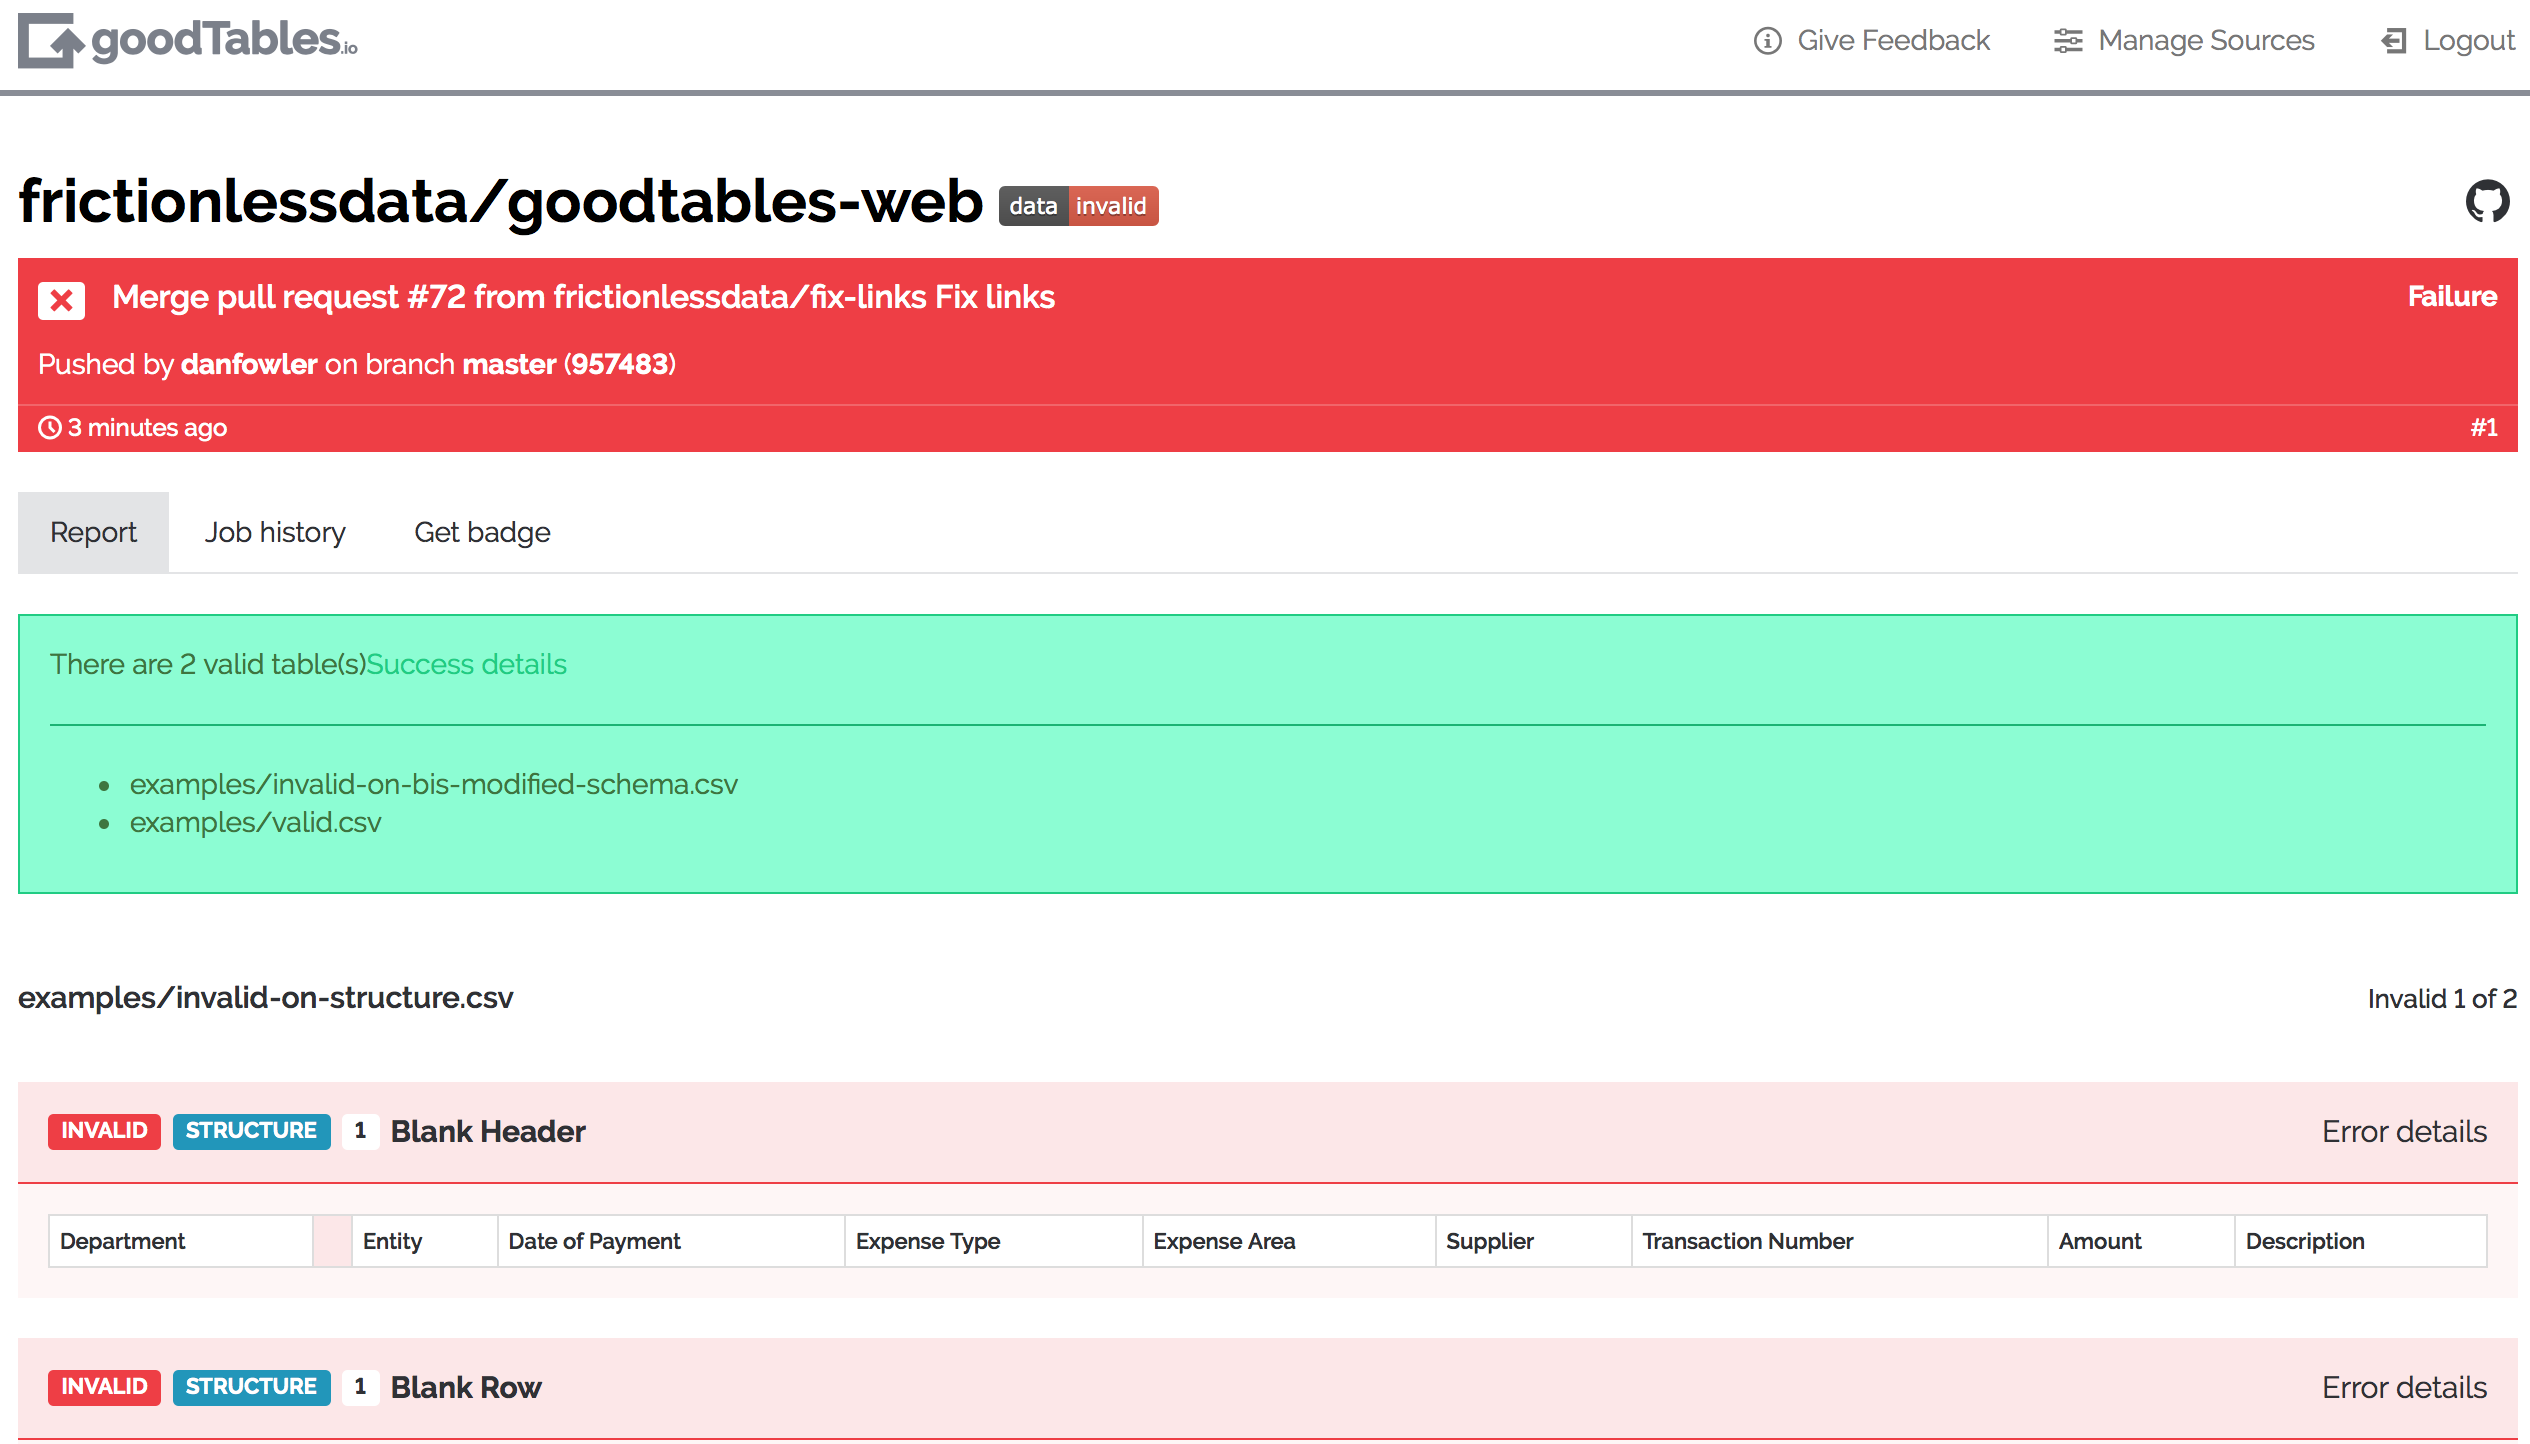 goodTables.io
Give Feedback
Manage Sources
Logout
frictionlessdata/goodtables-web data invalid
Merge pull request #72 from frictionlessdata/fix-links Fix links
Failure
Pushed by danfowler on branch master (957483)
3 minutes ago
#1
Report
Job history
Get badge
There are 2 valid table(s)Success details
• examples/invalid-on-bis-modified-schema.csv
• examples/valid.csv
examples/invalid-on-structure.csv
Invalid 1 of 2
INVALID STRUCTURE 1 Blank Header
Error details
Department Entity Date of Payment Expense Type Expense Area Supplier Transaction Number Amount Description
INVALID STRUCTURE 1 Blank Row
Error details